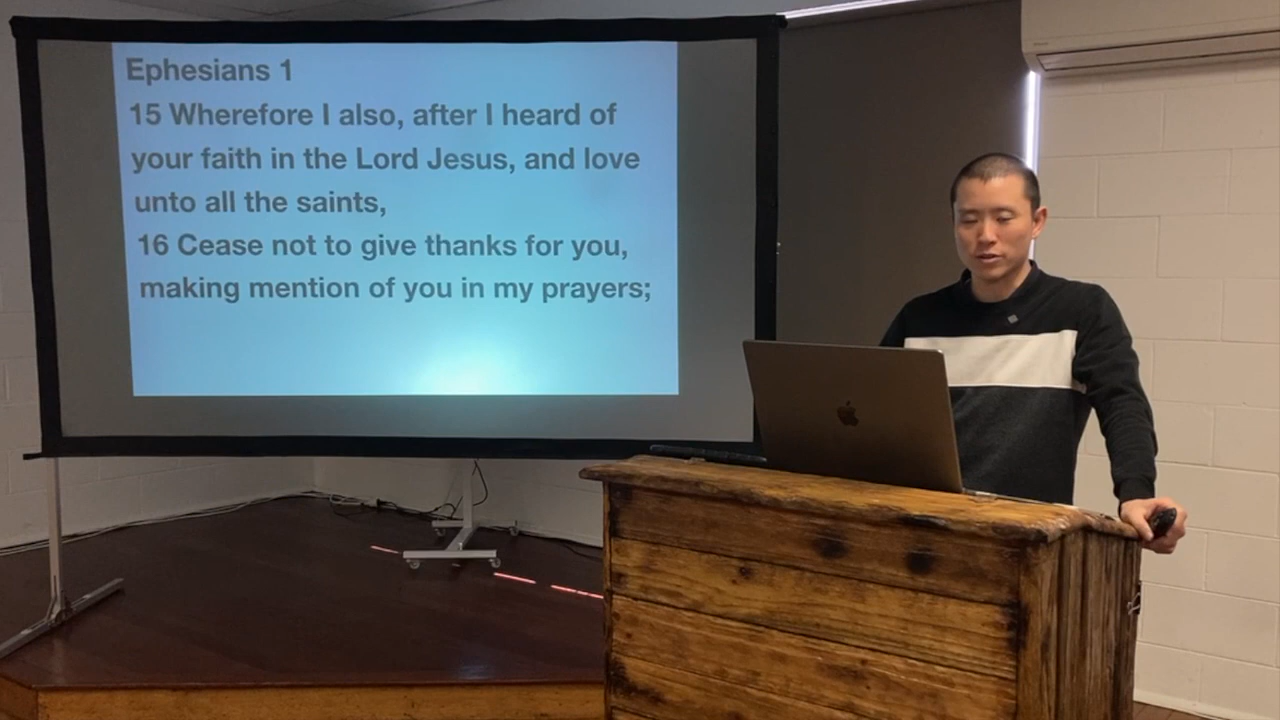 Ephesians 1
15 Wherefore I also, after I heard of
your faith in the Lord Jesus, and love
unto all the saints,
16 Cease not to give thanks for you,
making mention of you in my prayers;